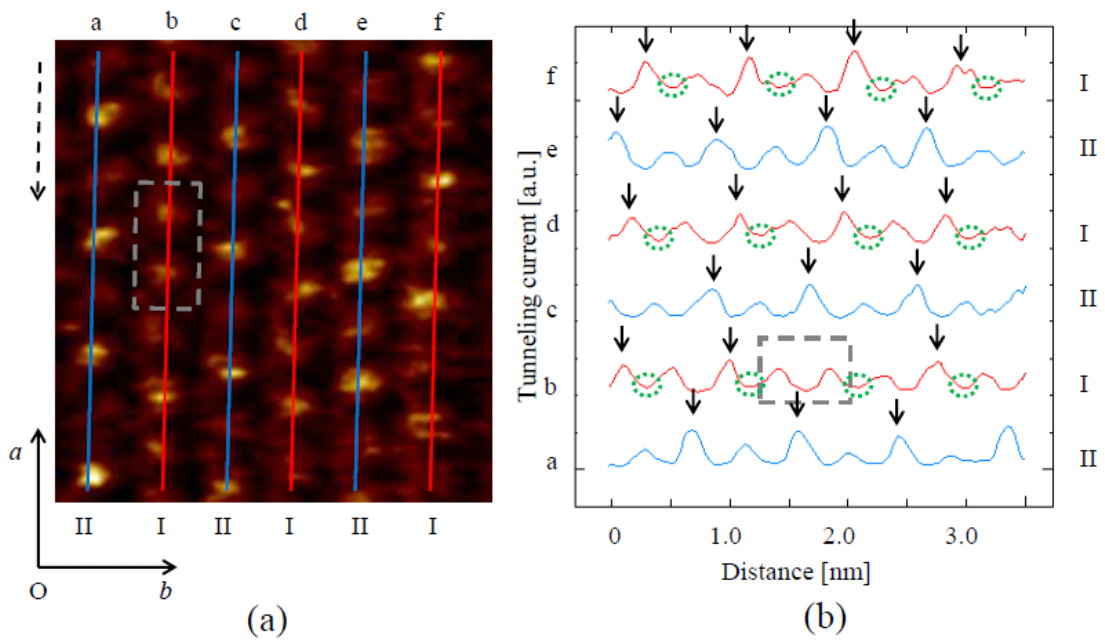 a b c d e f
a
O
b
II I II I II I
(a)
Tunneling current [a.u.]
f I
e II
d I
c II
b I
a II
0 1.0 2.0 3.0
Distance [nm]
(b)